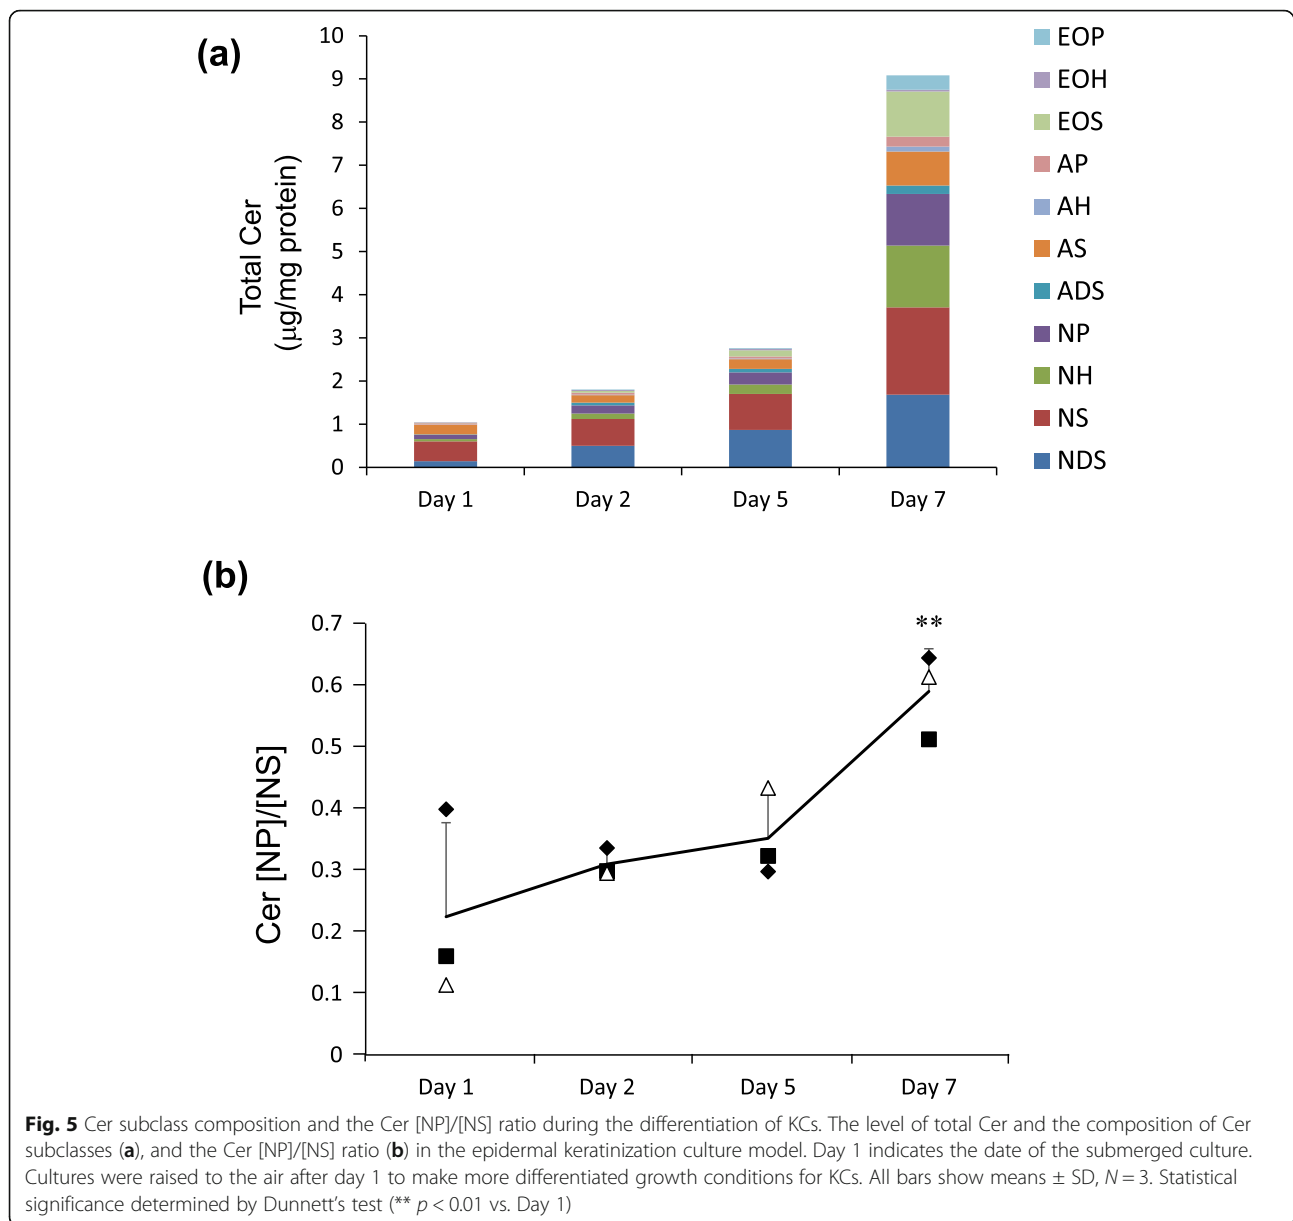 (a)
10
9
8
7
6
5
4
3
2
1
0
Total Cer
(μg/mg protein)
Day 1 Day 2 Day 5 Day 7
EOP
EOH
EOS
AP
AH
AS
ADS
NP
NH
NS
NDS
(b)
**
0.7
0.6
0.5
0.4
0.3
0.2
0.1
0
Cer [NP]/[NS]
Day 1 Day 2 Day 5 Day 7
Fig. 5 Cer subclass composition and the Cer [NP]/[NS] ratio during the differentiation of KCs. The level of total Cer and the composition of Cer
subclasses (a), and the Cer [NP]/[NS] ratio (b) in the epidermal keratinization culture model. Day 1 indicates the date of the submerged culture.
Cultures were raised to the air after day 1 to make more differentiated growth conditions for KCs. All bars show means ± SD, N = 3. Statistical
significance determined by Dunnett’s test (** p < 0.01 vs. Day 1)